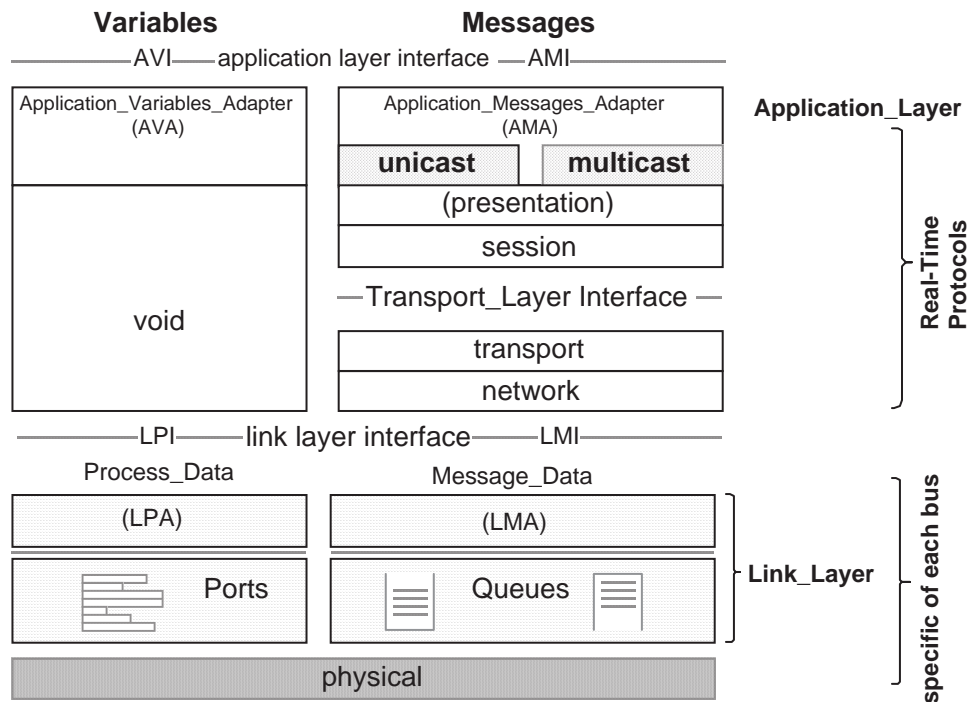 Variables Messages
AVI application layer interface AMI
Application_Variables_Adapter
(AVA)
Application_Messages_Adapter
(AMA)
Application_Layer
unicast multicast
(presentation)
session
Transport_Layer Interface
void
transport
network
Real-Time
Protocols
LPI link layer interface LMI
Process_Data Message_Data
(LPA) (LMA)
Ports Queues
Link_Layer
specific of each bus
physical